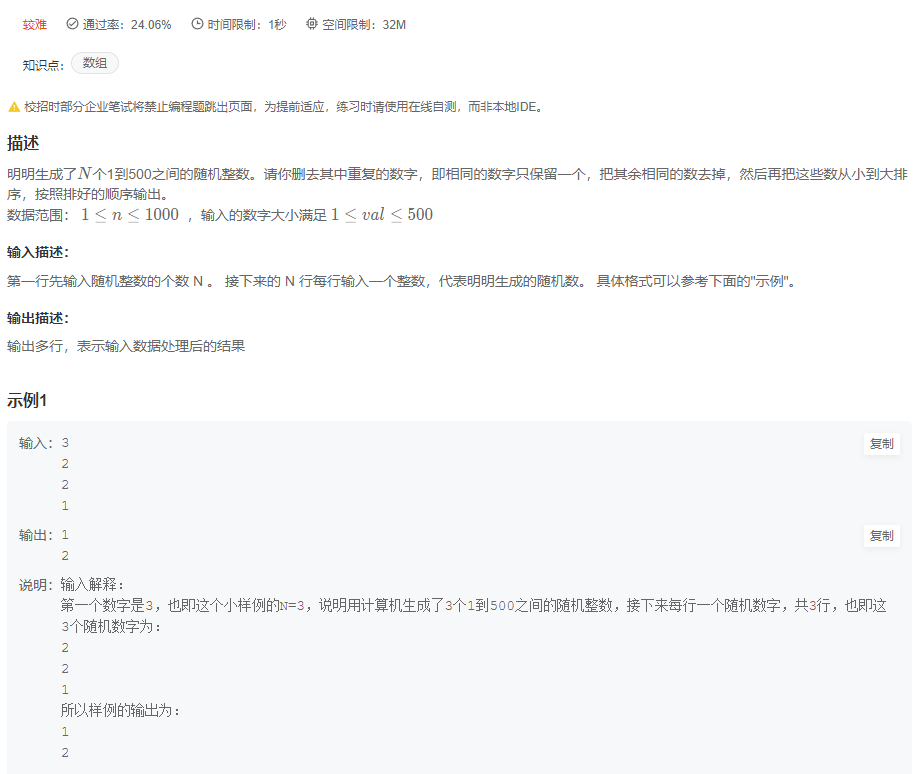 较难 通过率：24.06% 时间限制：1秒 空间限制：32M
知识点： 数组
校招时部分企业笔试将禁止编程题跳出页面，为提前适应，练习时请使用在线自测，而非本地IDE。
描述
明明生成了N个1到500之间的随机整数。请你删去其中重复的数字，即相同的数字只保留一个，把其余相同的数去掉，然后再把这些数从小到大排
序，按照排好的顺序输出。
数据范围： 1 ≤ n ≤ 1000 ，输入的数字大小满足 1 ≤ val ≤ 500
输入描述：
第一行先输入随机整数的个数 N 。 接下来的 N 行每行输入一个整数，代表明明生成的随机数。 具体格式可以参考下面的"示例"。
输出描述：
输出多行，表示输入数据处理后的结果
示例1
输入：3 复制
2
2
1
输出：1 复制
2
说明：输入解释：
第一个数字是3，也即这个小样例的N=3，说明用计算机生成了3个1到500之间的随机整数，接下来每行一个随机数字，共3行，也即这
3个随机数字为：
2
2
1
所以样例的输出为：
1
2